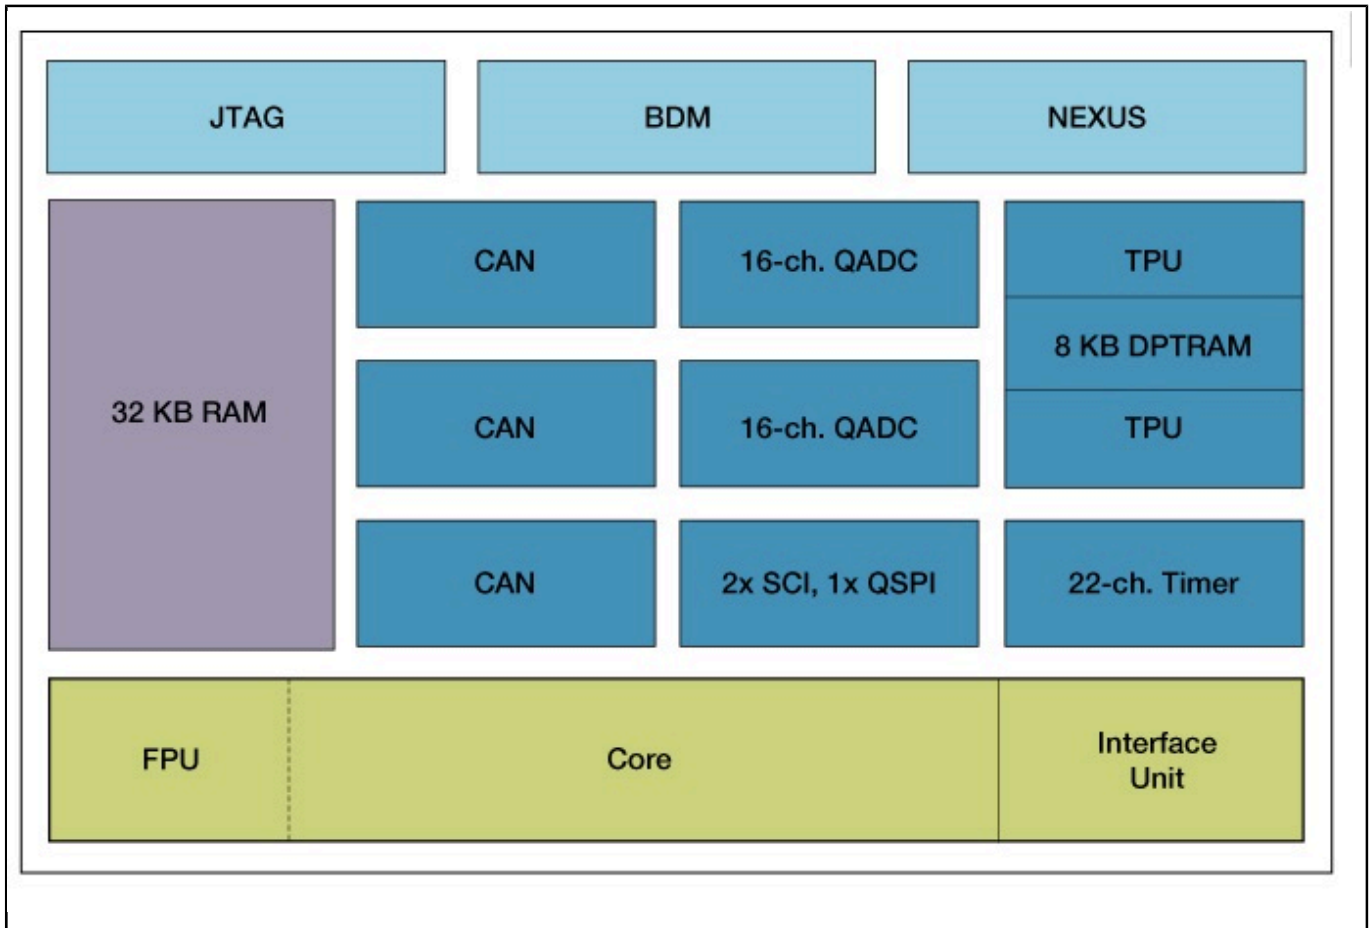 JTAG
BDM
NEXUS
CAN
16-ch. QADC
TPU
8 KB DPTRAM
32 KB RAM
CAN
16-ch. QADC
TPU
CAN
2x SCI, 1x QSPI
22-ch. Timer
FPU
Core
Interface
Unit